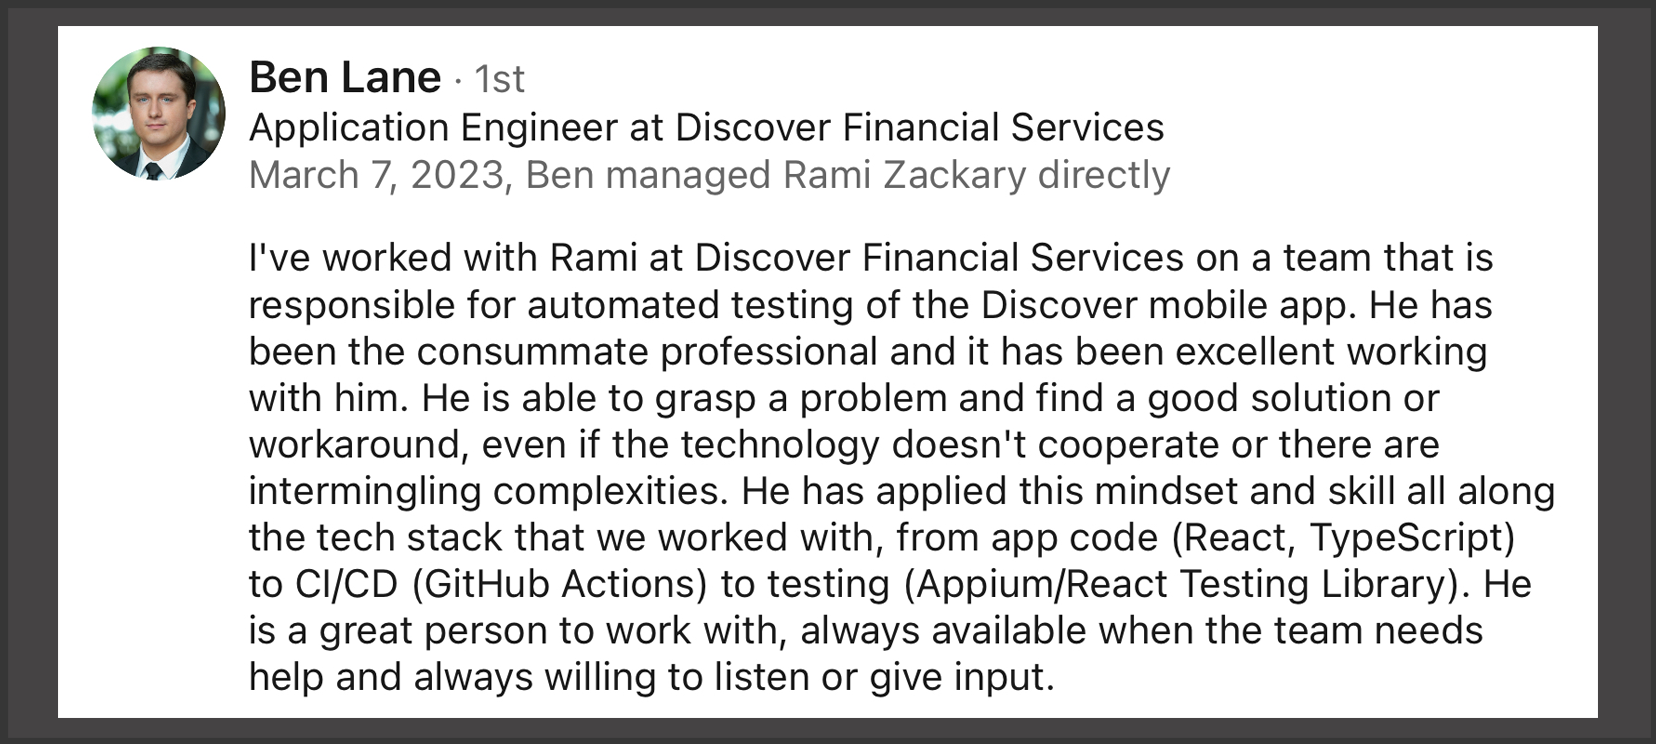 Ben Lane · 1st
Application Engineer at Discover Financial Services
March 7, 2023, Ben managed Rami Zackary directly
I've worked with Rami at Discover Financial Services on a team that is
responsible for automated testing of the Discover mobile app. He has
been the consummate professional and it has been excellent working
with him. He is able to grasp a problem and find a good solution or
workaround, even if the technology doesn't cooperate or there are
intermingling complexities. He has applied this mindset and skill all along
the tech stack that we worked with, from app code (React, TypeScript)
to CI/CD (GitHub Actions) to testing (Appium/React Testing Library). He
is a great person to work with, always available when the team needs
help and always willing to listen or give input.